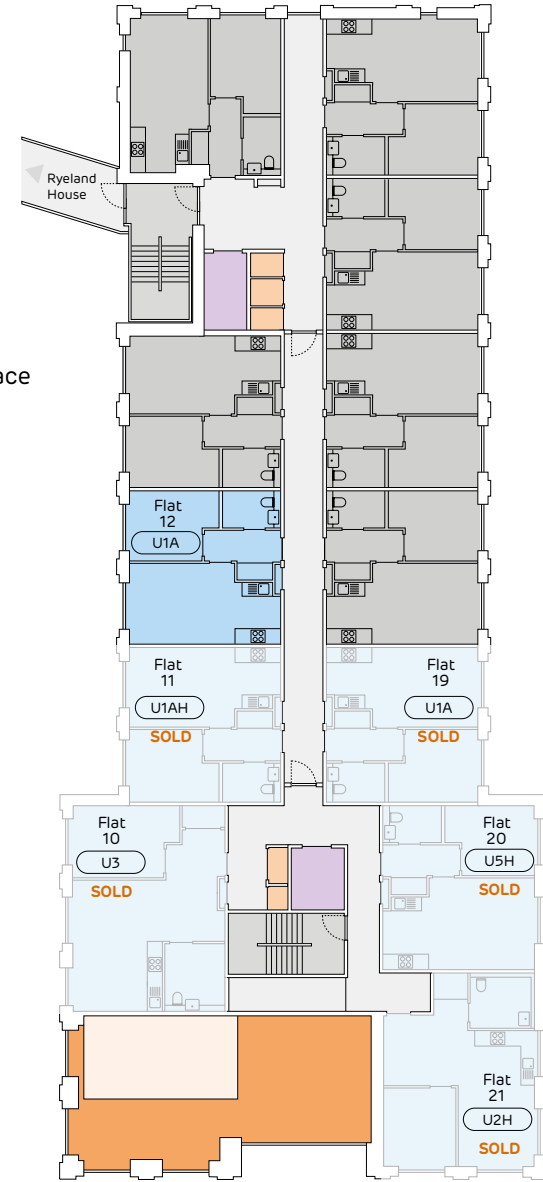 Ryeland
House
ace
Flat
12
U1A
Flat
11
U1AH
SOLD
Flat
19
U1A
SOLD
Flat
10
U3
SOLD
Flat
20
U5H
SOLD
Flat
21
U2H
SOLD